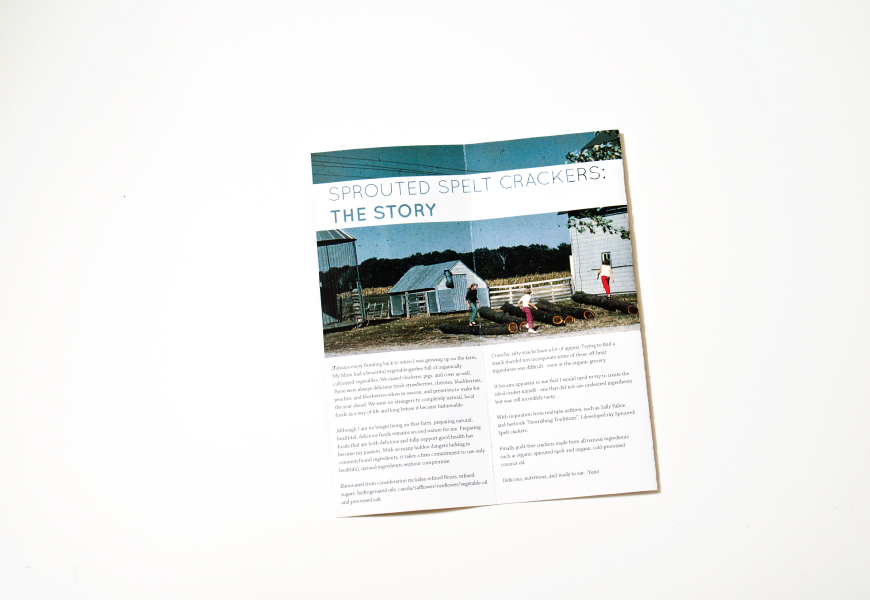 SPROUTED SPELT CRACKERS:
THE STORY
"I always enjoy thinking back to when I was growing up on the farm.
My Mom had a beautiful vegetable garden full of organically
cultivated vegetables. We raised chickens, pigs, and cows as well.
There were always delicious fresh strawberries, cherries, blackberries,
peaches, and blueberries when in season, and preserves to make for
the year ahead. We were no strangers to completely natural, local
foods as a way of life and long before it became fashionable.
Although I am no longer living on that farm, preparing natural,
healthful, delicious foods remains second nature for me. Preparing
foods that are both delicious and fully support good health has
become my passion. With so many hidden dangers lurking in
common found ingredients, it takes a firm commitment to use only
healthful, natural ingredients without compromise.
Eliminated from consideration includes refined flours, refined
sugars, hydrogenated oils, canola/safflower/sunflower/vegetable oil
and processed salt.
Crunchy, salty snacks have a lot of appeal. Trying to find a
snack that did not incorporate some of these off-limit
ingredients was difficult - even at the organic grocery.
It became apparent to me that I would need to try to create the
ideal cracker myself - one that did not use undesired ingredients
but was still incredibly tasty.
With inspiration from multiple authors, such as Sally Fallon
and her book "Nourishing Traditions", I developed my Sprouted
Spelt crackers.
Finally guilt-free crackers made from all natural ingredients
such as organic sprouted spelt and organic cold-processed
coconut oil.
Delicious, nutritious, and ready to eat. Yum!